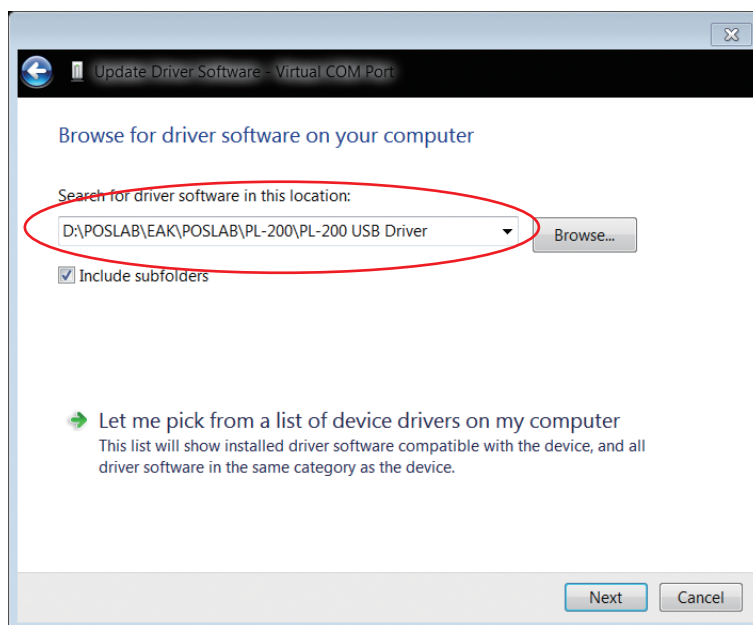 Update Driver Software - Virtual COM Port
Browse for driver software on your computer
Search for driver software in this location:
D:\POSLAB\EAK\POSLAB\PL-200\PL-200 USB Driver
Browse...
Include subfolders
Let me pick from a list of device drivers on my computer
This list will show installed driver software compatible with the device, and all
driver software in the same category as the device.
Next
Cancel